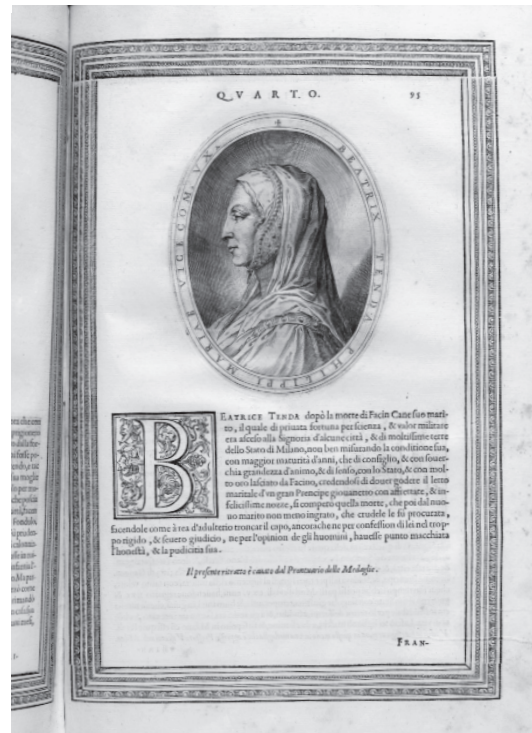 QVARTO. 95
BEATRIX TENDA PHILIPPI MARIAE VICECOM. VX.
BEATRICE TENDA dopò la morte di Facin Cane suo mari-
to, il quale di priuata fortuna per scienza, & valor militare
era asceso alla Signoria d'alcune città, & di moltissime terre
dello Stato di Milano, non ben misurando la conditione sua,
con maggior maturità d'anni, che di consiglio, & con souer-
chia grandezza d'animo, & di senso, con lo Stato, & con mol-
to oro lasciato da Facino, credendosi di douer godere il letto
maritale d'un gran Prencipe giouanetto con affrettate, & in-
felicissime nozze, si comperò quella morte, che poi dal nuo-
uo marito non meno ingrato, che crudele le fù procurata,
facendole come à rea d'adulterio troncar il capo, ancora che ne per confession di lei nel trop-
po rigido, & seuero giudicio, ne per l'opinion de gli huomini, hauesse punto macchiata
l'honestà, & la pudicitia sua.
Il presente ritratto è cauato dal Prontuario delle Medaglie.
FRAN-